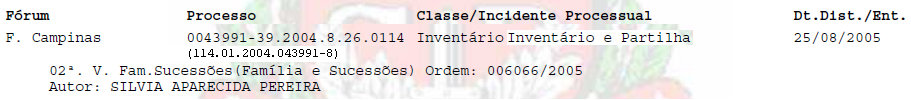 Fórum Processo Classe/Incidente Processual Dt.Dist./Ent.
F. Campinas 0043991-39.2004.8.26.0114 Inventário Inventário e Partilha 25/08/2005
(114.01.2004.043991-8)
02ª. V. Fam.Sucessões(Família e Sucessões) Ordem: 006066/2005
Autor: SILVIA APARECIDA PEREIRA